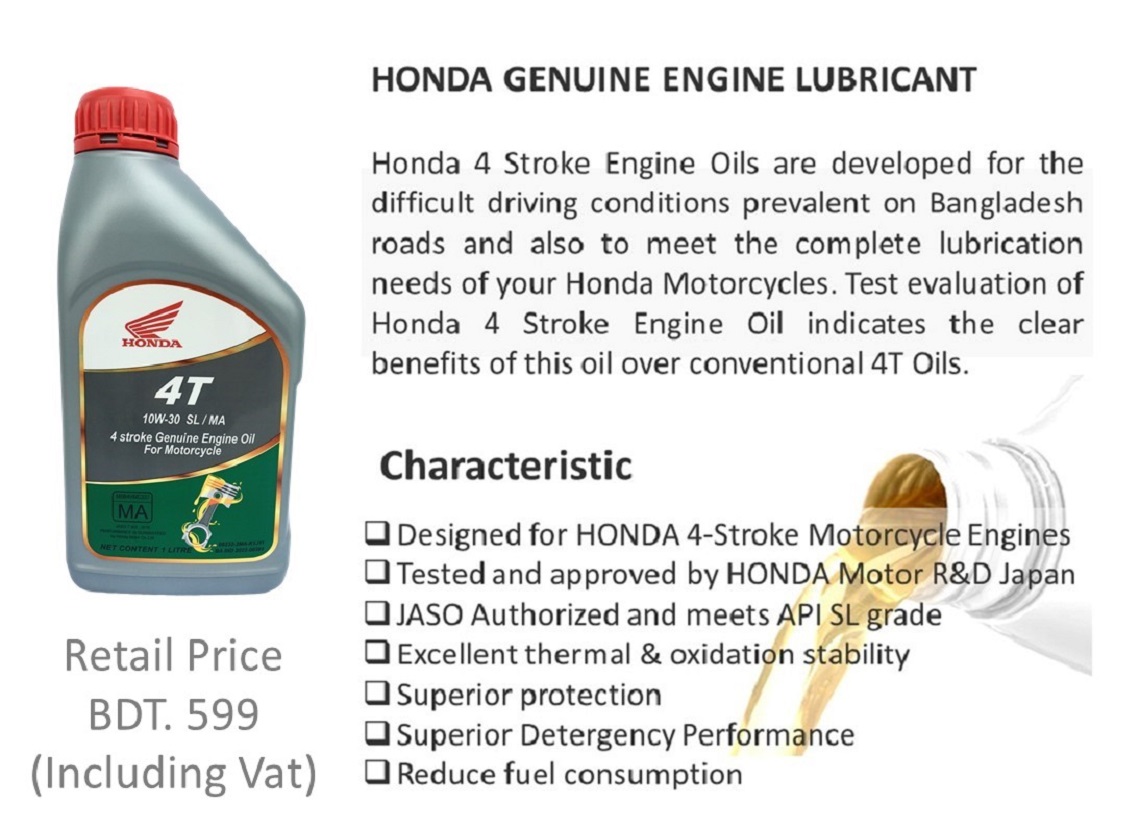 HONDA GENUINE ENGINE LUBRICANT
Honda 4 Stroke Engine Oils are developed for the
difficult driving conditions prevalent on Bangladesh
roads and also to meet the complete lubrication
needs of your Honda Motorcycles. Test evaluation of
Honda 4 Stroke Engine Oil indicates the clear
benefits of this oil over conventional 4T Oils.
HONDA
4T
10W-30 SL / MA
4 stroke Genuine Engine Oil
For Motorcycle
MA
NET CONTENT 1 LITRE
Retail Price
BDT. 599
(Including Vat)
Characteristic
❑ Designed for HONDA 4-Stroke Motorcycle Engines
❑ Tested and approved by HONDA Motor R&D Japan
❑ JASO Authorized and meets API SL grade
❑ Excellent thermal & oxidation stability
❑ Superior protection
❑ Superior Detergency Performance
❑ Reduce fuel consumption